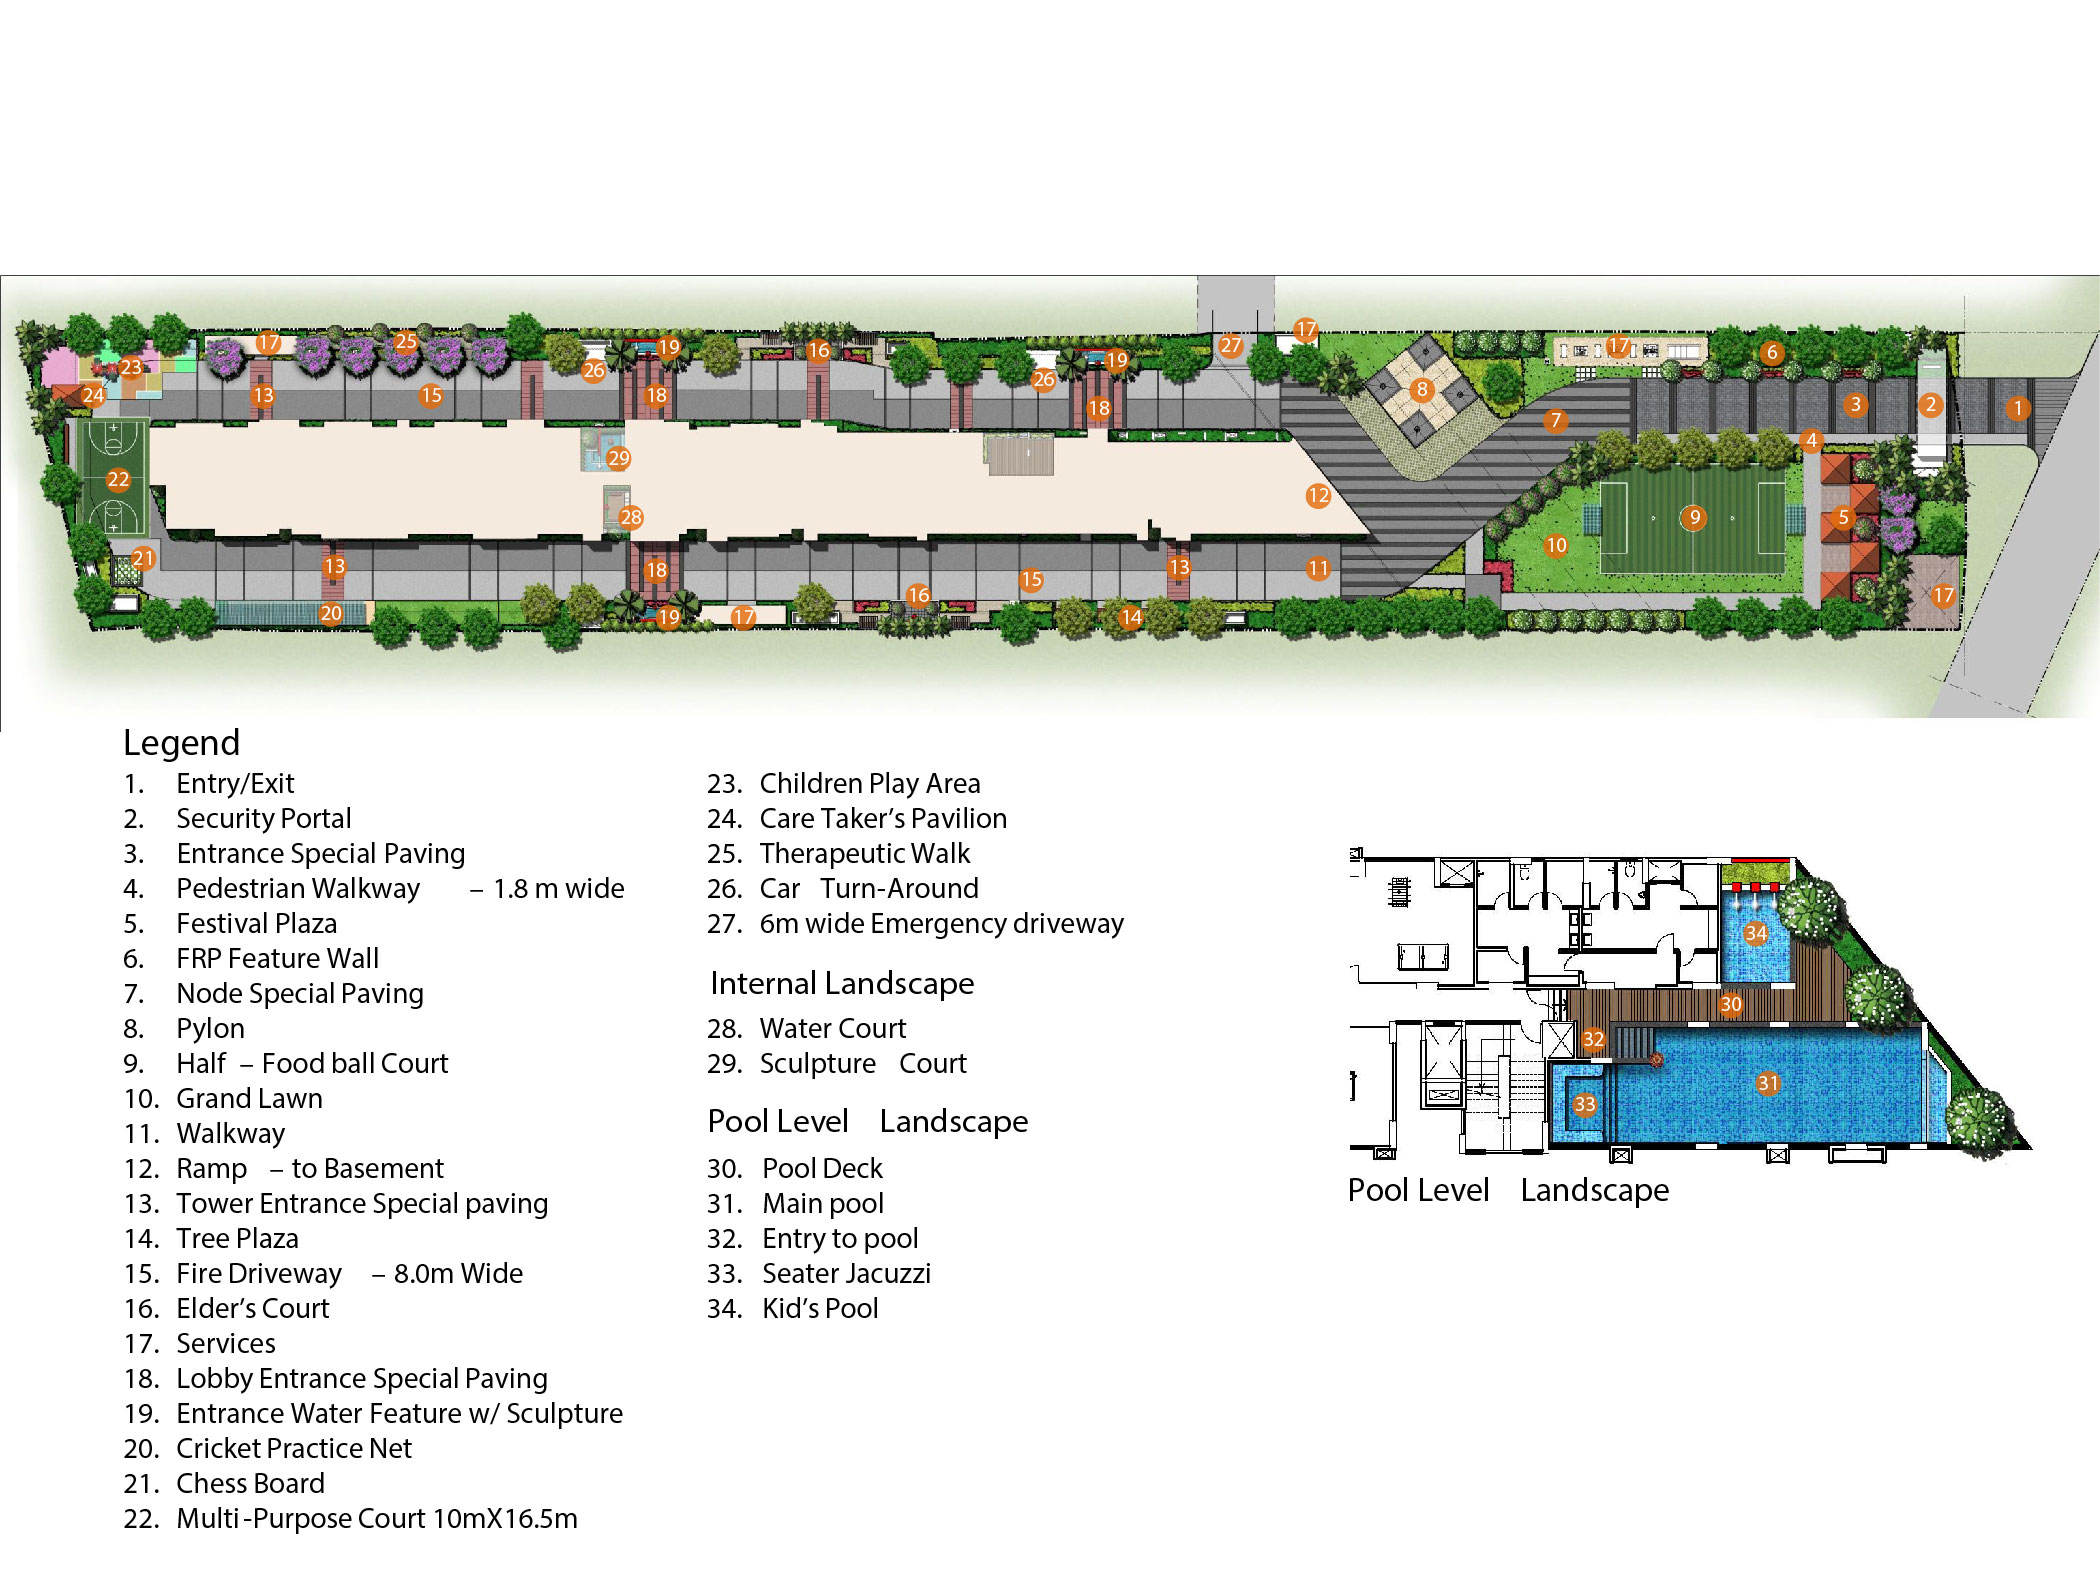 17 25 19 16 19 27 17 17 6
23 26 26 8
24 13 15 18 18 7 3 2 1
4
22 29 12 9 5
28 10
21 13 18 15 13 11
20 19 17 16 14 17
Legend
1. Entry/Exit
2. Security Portal
3. Entrance Special Paving
4. Pedestrian Walkway – 1.8 m wide
5. Festival Plaza
6. FRP Feature Wall
7. Node Special Paving
8. Pylon
9. Half – Food ball Court
10. Grand Lawn
11. Walkway
12. Ramp – to Basement
13. Tower Entrance Special paving
14. Tree Plaza
15. Fire Driveway – 8.0m Wide
16. Elder’s Court
17. Services
18. Lobby Entrance Special Paving
19. Entrance Water Feature w/ Sculpture
20. Cricket Practice Net
21. Chess Board
22. Multi-Purpose Court 10mX16.5m
23. Children Play Area
24. Care Taker’s Pavilion
25. Therapeutic Walk
26. Car Turn-Around
27. 6m wide Emergency driveway
Internal Landscape
28. Water Court
29. Sculpture Court
Pool Level Landscape
30. Pool Deck
31. Main pool
32. Entry to pool
33. Seater Jacuzzi
34. Kid’s Pool
34
30
32
31
33
Pool Level Landscape